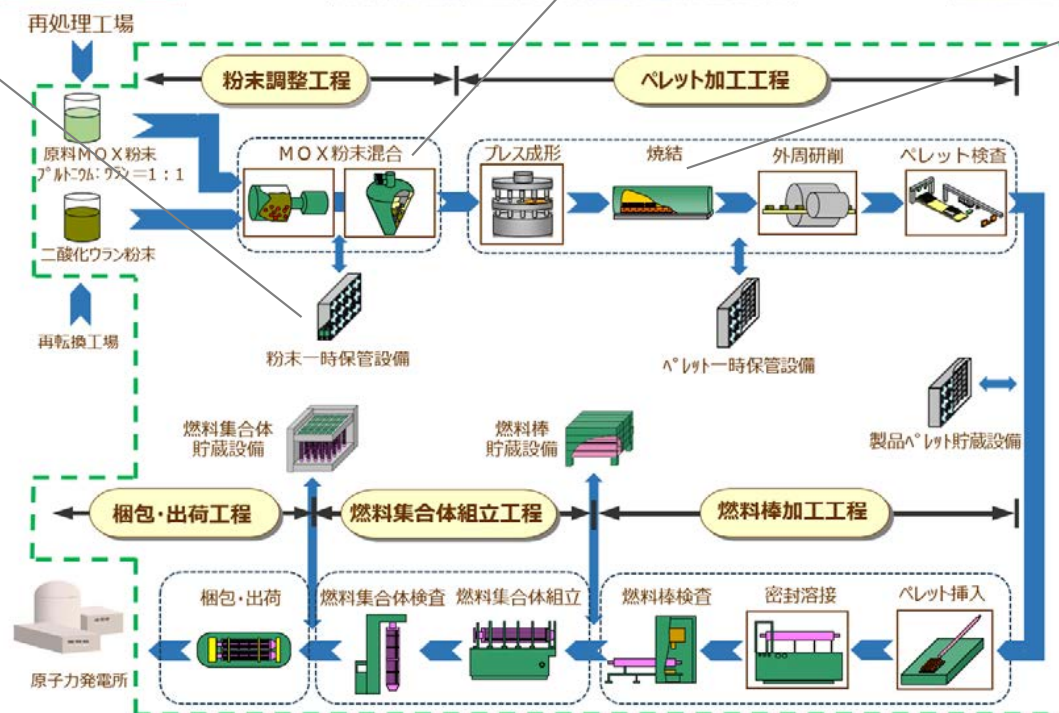 再処理工場
粉末調整工程
ペレット加工工程
原料MOX粉末
プルトニウム:ウラン=1:1
MOX粉末混合
プレス成形
焼結
外周研削
ペレット検査
二酸化ウラン粉末
再転換工場
粉末一時保管設備
ペレット一時保管設備
製品ペレット貯蔵設備
燃料集合体
貯蔵設備
燃料棒
貯蔵設備
梱包・出荷工程
燃料集合体組立工程
燃料棒加工工程
梱包・出荷
燃料集合体検査
燃料集合体組立
燃料棒検査
密封溶接
ペレット挿入
原子力発電所